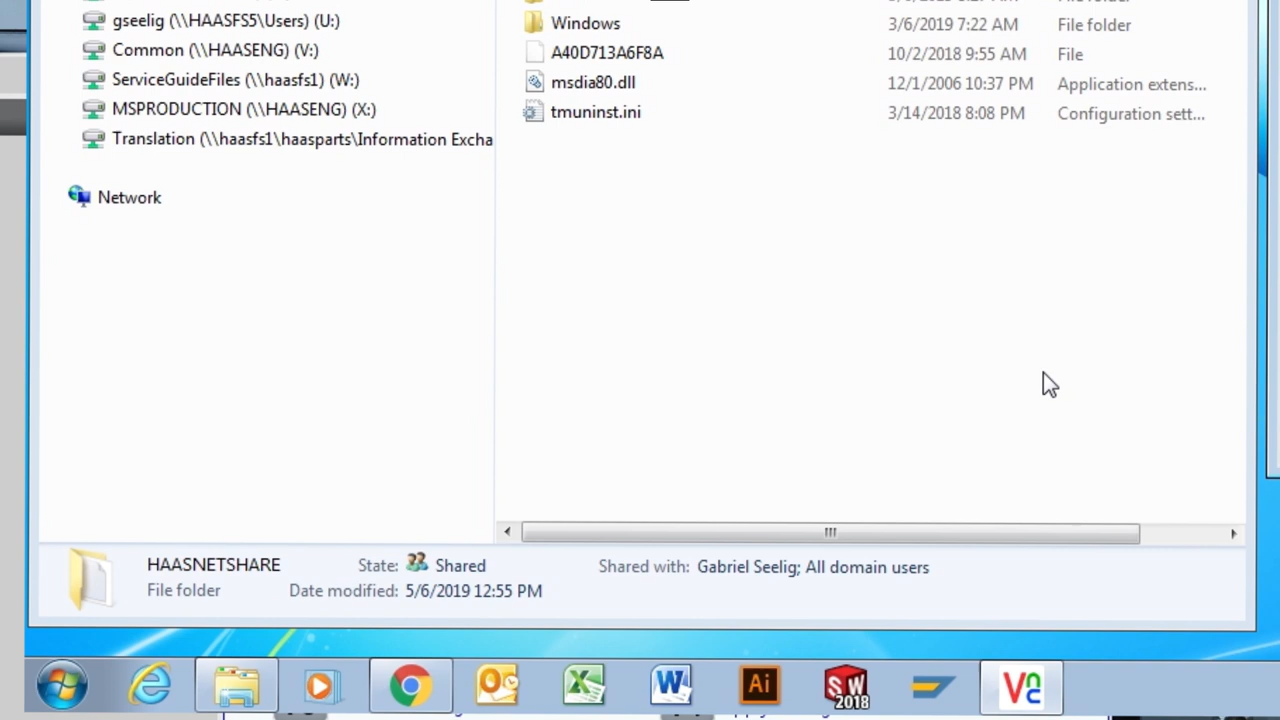 gseelig (\\HAASFS5\Users) (U:)
Common (\\HAASENG) (V:)
ServiceGuideFiles (\\haasfs1) (W:)
MSPRODUCTION (\\HAASENG) (X:)
Translation (\\haasfs1\haasparts\Information Excha
Network
Windows 3/6/2019 7:22 AM File folder
A40D713A6F8A 10/2/2018 9:55 AM File
msdia80.dll 12/1/2006 10:37 PM Application extens...
tmuninst.ini 3/14/2018 8:08 PM Configuration sett...
HAASNETSHARE State: Shared Shared with: Gabriel Seelig; All domain users
File folder Date modified: 5/6/2019 12:55 PM
Ai
SW
2018